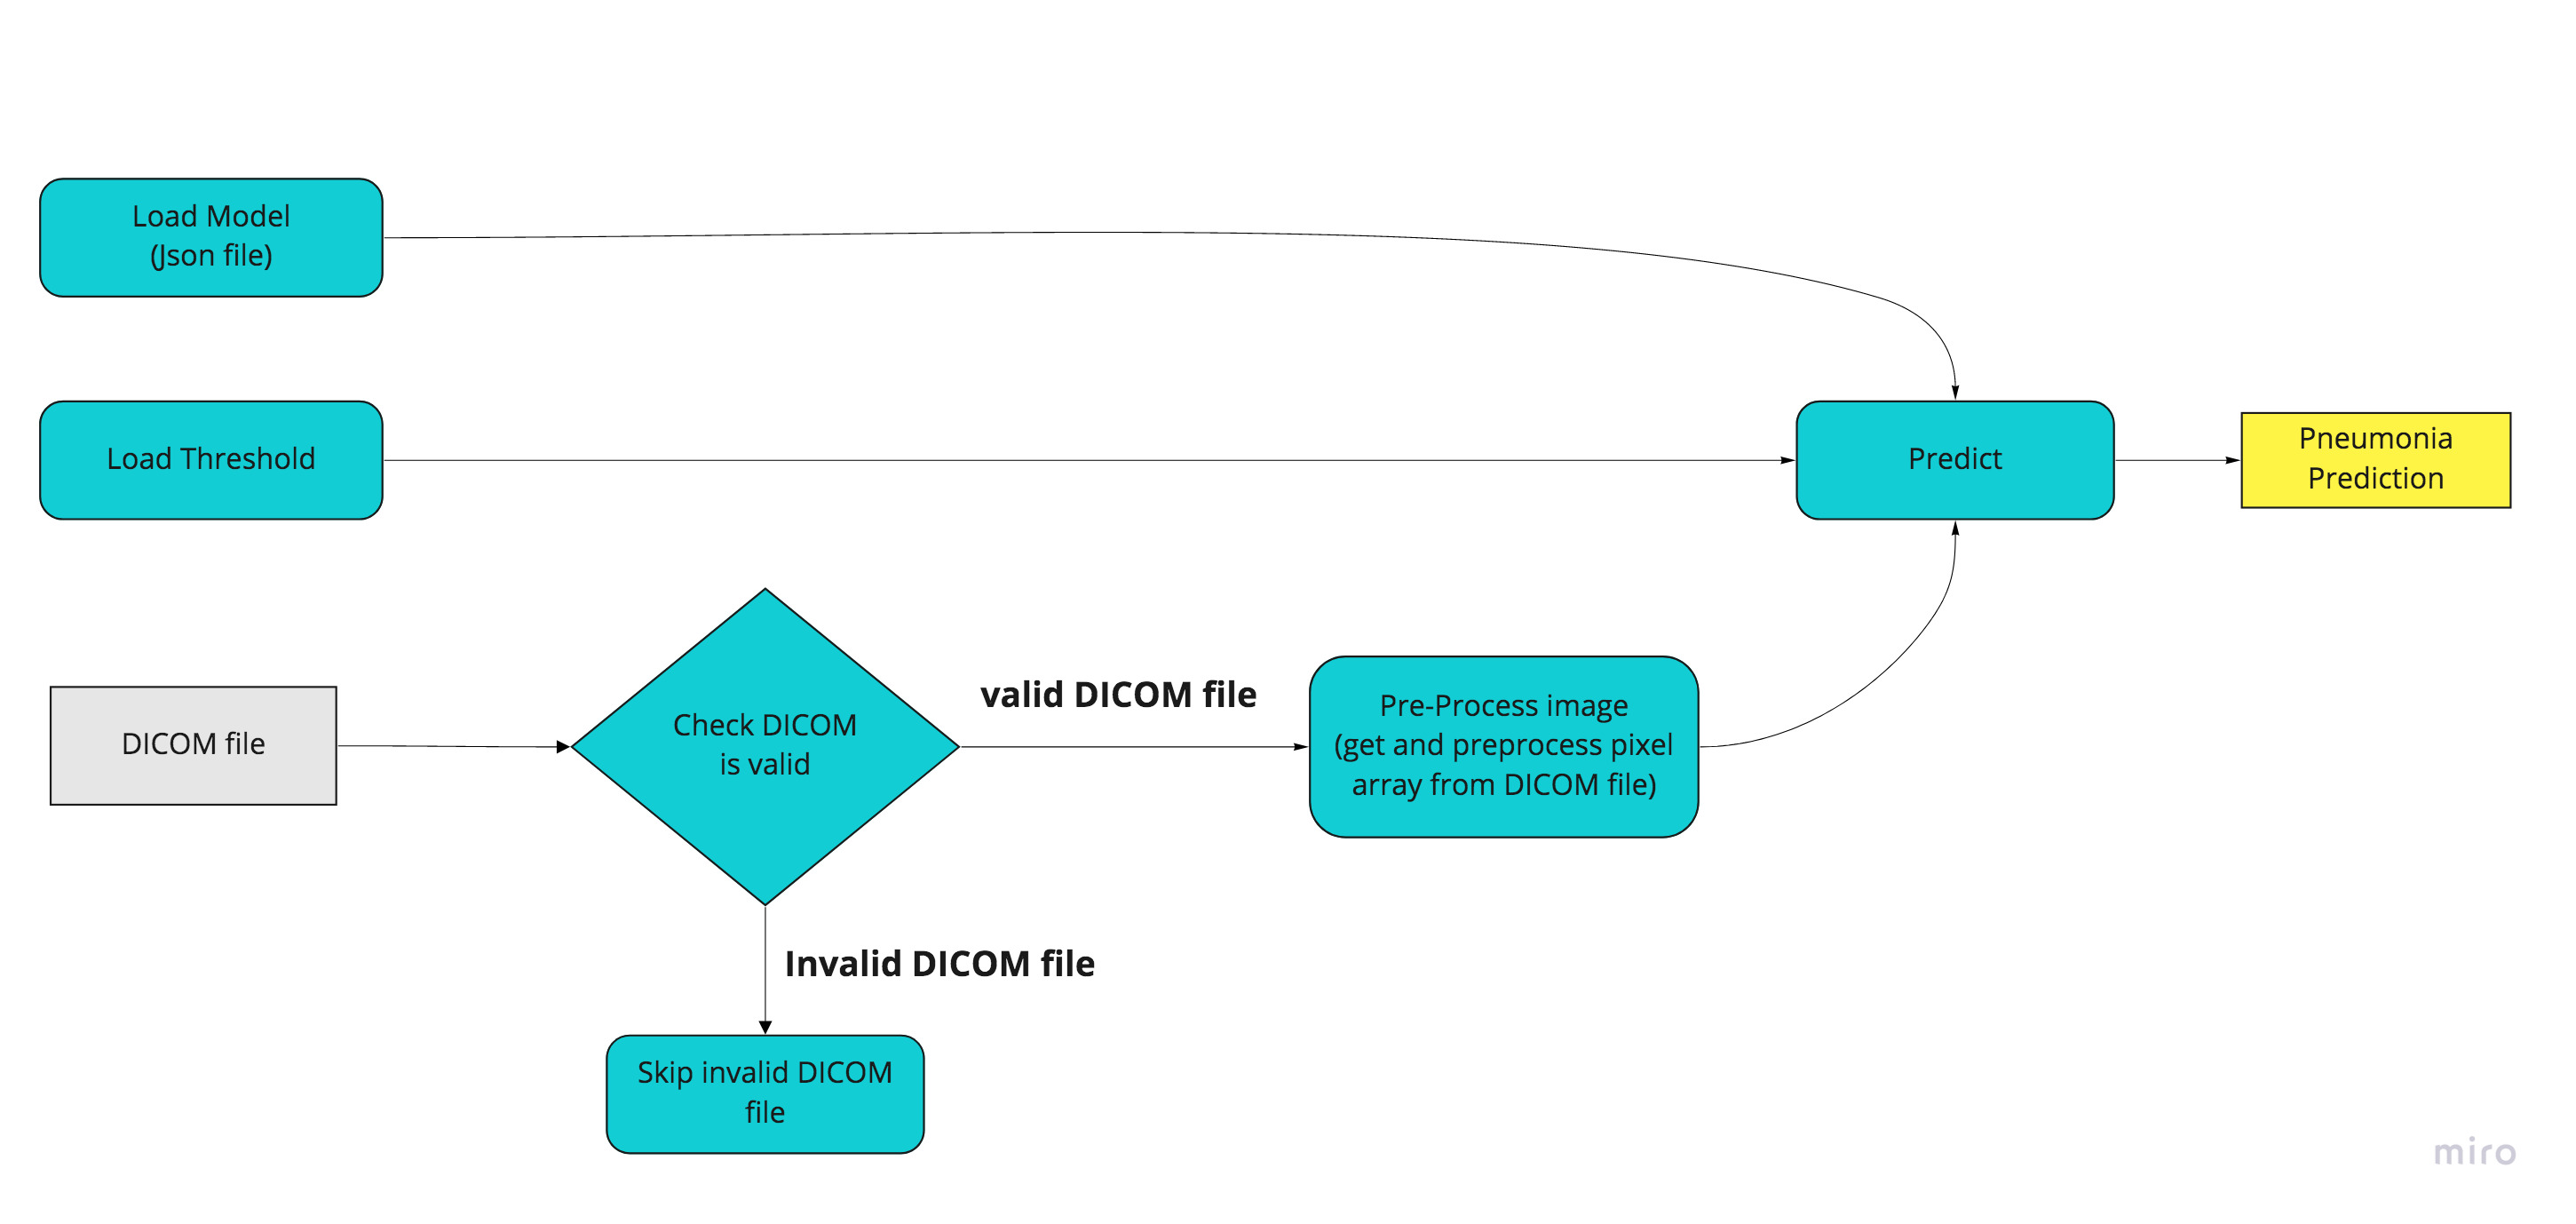 Load Model
(Json file)
Load Threshold
Predict
Pneumonia
Prediction
DICOM file
Check DICOM
is valid
valid DICOM file
Pre-Process image
(get and preprocess pixel
array from DICOM file)
Invalid DICOM file
Skip invalid DICOM
file
miro